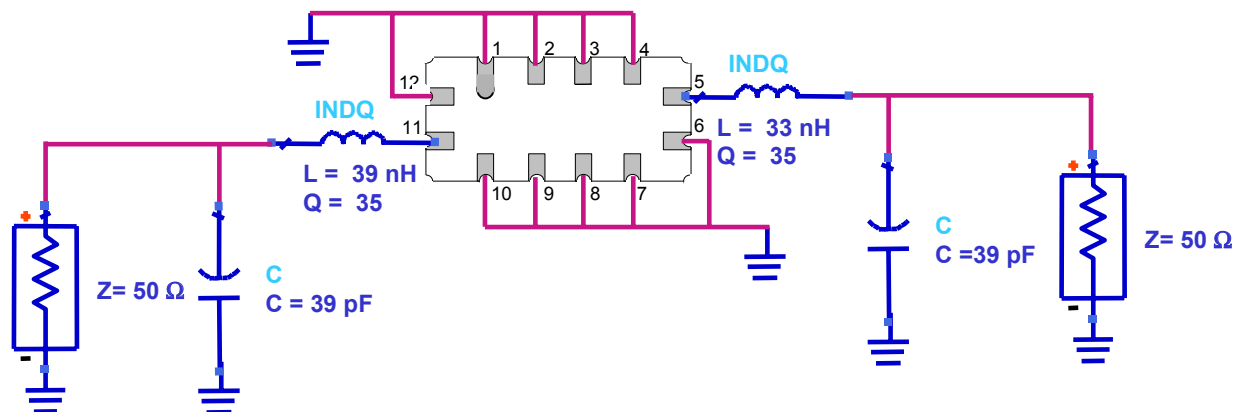 1
2
3
4
12
5
11
6
10
9
8
7
INDQ
L = 39 nH
Q = 35
INDQ
L = 33 nH
Q = 35
+
-
Z= 50 Ω
C
C = 39 pF
C
C =39 pF
+
-
Z= 50 Ω